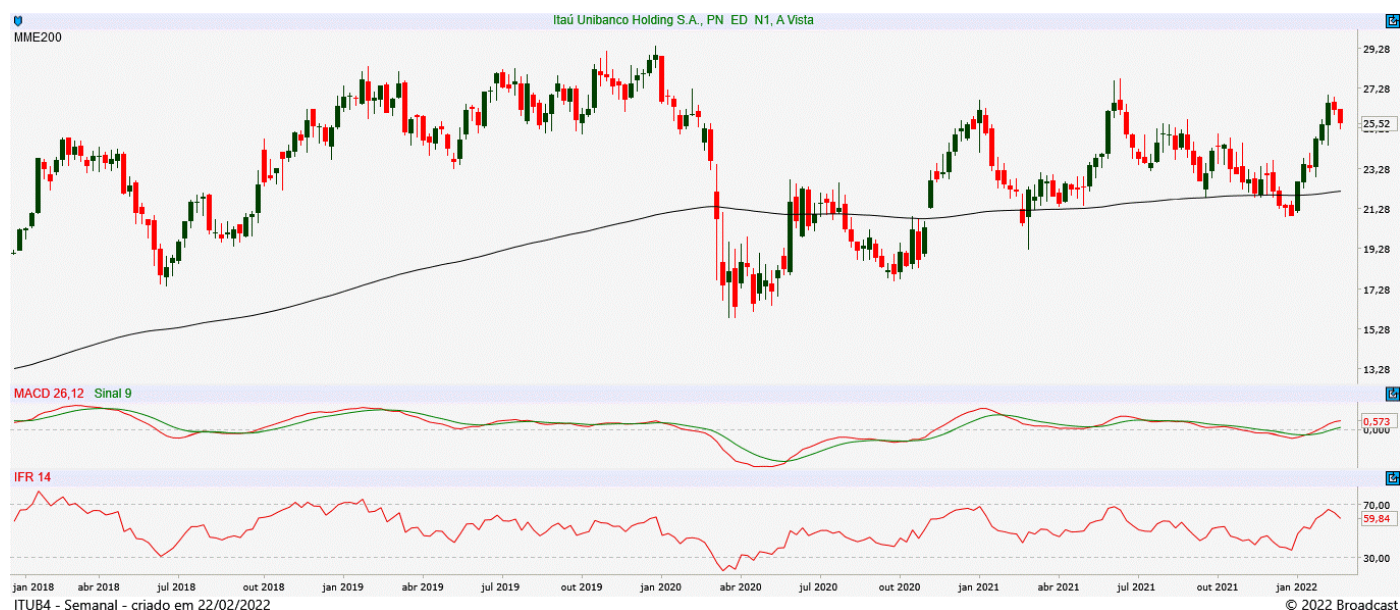 Itaú Unibanco Holding S.A., PN ED N1, A Vista
MME200
29,28
27,28
25,52
23,28
21,28
19,28
17,28
15,28
13,28
MACD 26,12 Sinal 9
0,573
0,000
IFR 14
70,00
59,84
30,00
jan 2018 abr 2018 jul 2018 out 2018 jan 2019 abr 2019 jul 2019 out 2019 jan 2020 abr 2020 jul 2020 out 2020 jan 2021 abr 2021 jul 2021 out 2021 jan 2022
ITUB4 - Semanal - criado em 22/02/2022 © 2022 Broadcast